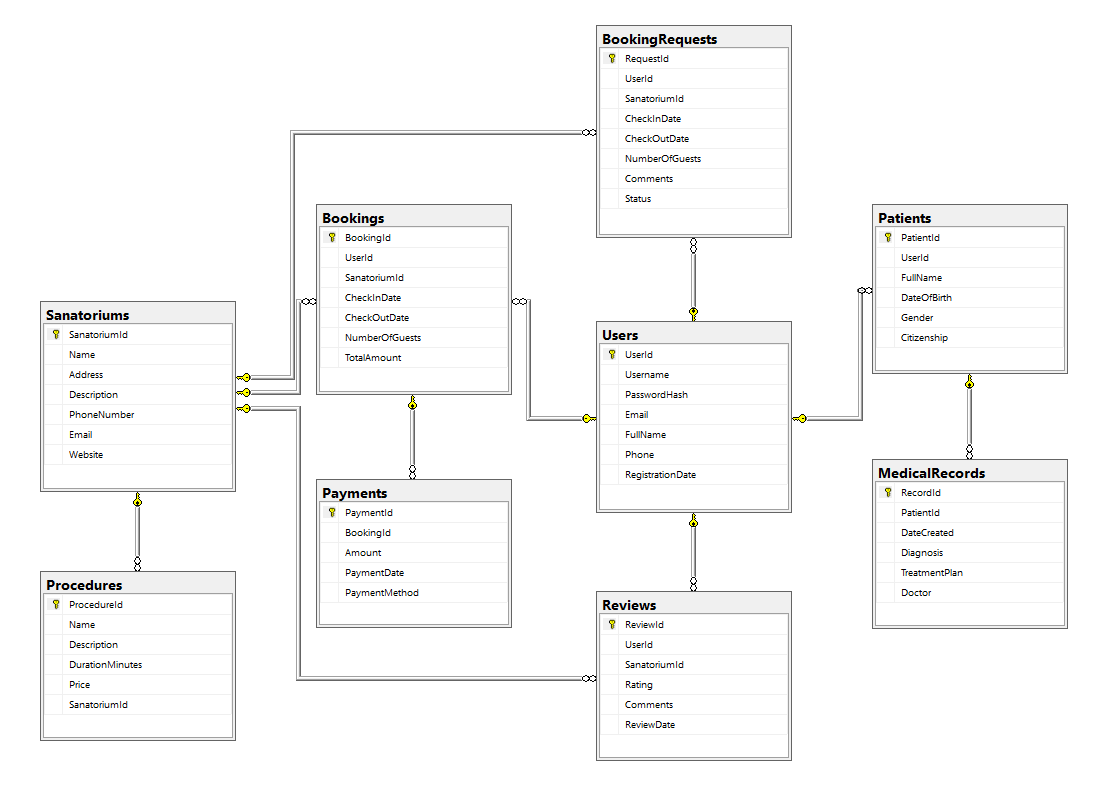 BookingRequests
RequestId
UserId
SanatoriumId
CheckInDate
CheckOutDate
NumberOfGuests
Comments
Status
Bookings
BookingId
UserId
SanatoriumId
CheckInDate
CheckOutDate
NumberOfGuests
TotalAmount
Patients
PatientId
UserId
FullName
DateOfBirth
Gender
Citizenship
Sanatoriums
SanatoriumId
Name
Address
Description
PhoneNumber
Email
Website
Users
UserId
Username
PasswordHash
Email
FullName
Phone
RegistrationDate
Payments
PaymentId
BookingId
Amount
PaymentDate
PaymentMethod
MedicalRecords
RecordId
PatientId
DateCreated
Diagnosis
TreatmentPlan
Doctor
Procedures
ProcedureId
Name
Description
DurationMinutes
Price
SanatoriumId
Reviews
ReviewId
UserId
SanatoriumId
Rating
Comments
ReviewDate